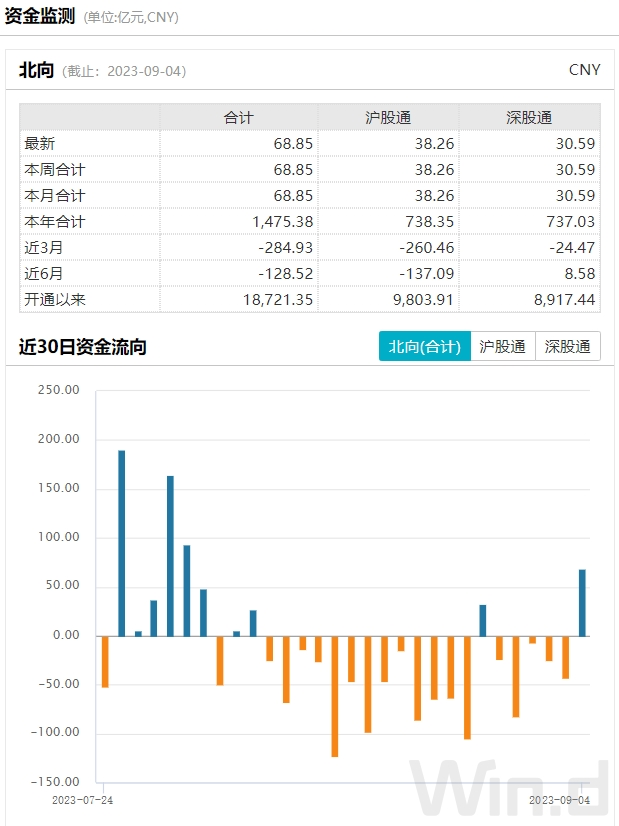 资金监测 (单位:亿元,CNY)
北向 (截止：2023-09-04) CNY
合计 沪股通 深股通
最新 68.85 38.26 30.59
本周合计 68.85 38.26 30.59
本月合计 68.85 38.26 30.59
本年合计 1,475.38 738.35 737.03
近3月 -284.93 -260.46 -24.47
近6月 -128.52 -137.09 8.58
开通以来 18,721.35 9,803.91 8,917.44
近30日资金流向 北向(合计) 沪股通 深股通
250.00
200.00
150.00
100.00
50.00
0.00
-50.00
-100.00
-150.00
2023-07-24 2023-09-04
Win.d